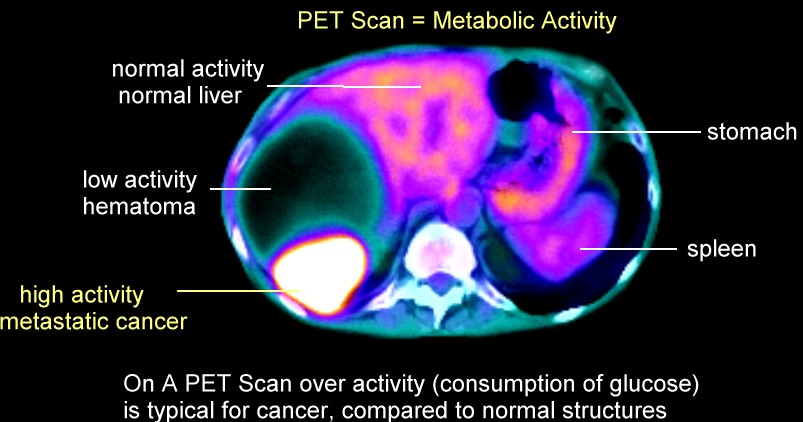 PET Scan = Metabolic Activity
normal activity
normal liver
stomach
low activity
hematoma
spleen
high activity
metastatic cancer
On A PET Scan over activity (consumption of glucose)
is typical for cancer, compared to normal structures